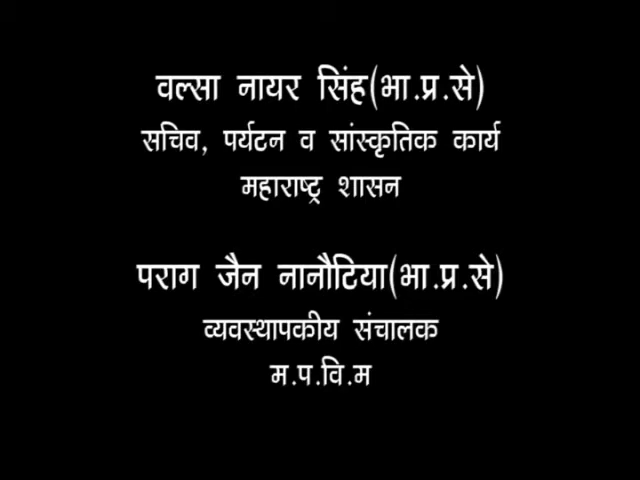 वल्सा नायर सिंह(भा.प्र.से)
सचिव, पर्यटन व सांस्कृतिक कार्य
महाराष्ट्र शासन
पराग जैन नानौटिया(भा.प्र.से)
व्यवस्थापकीय संचालक
म.प.वि.म